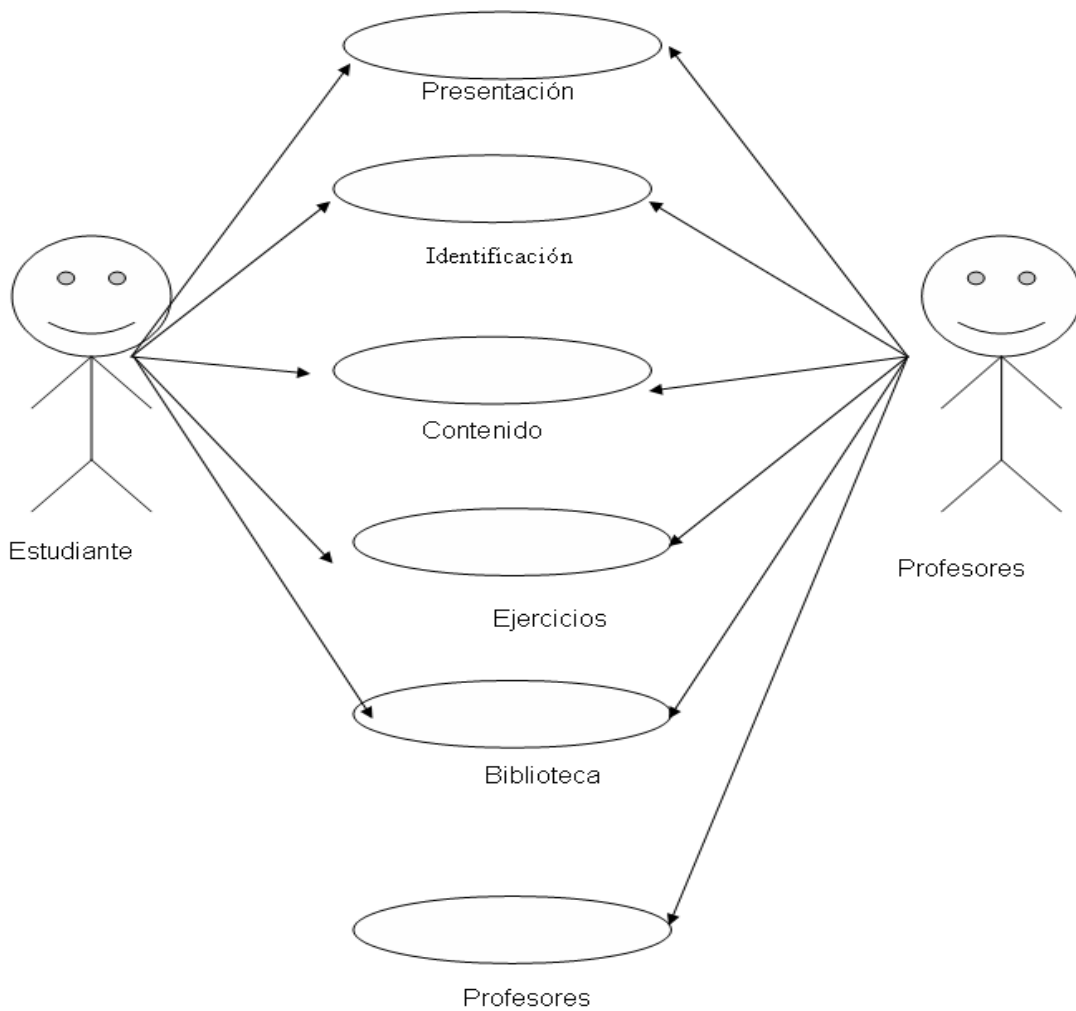 Presentación
Identificación
Contenido
Estudiante
Profesores
Ejercicios
Biblioteca
Profesores